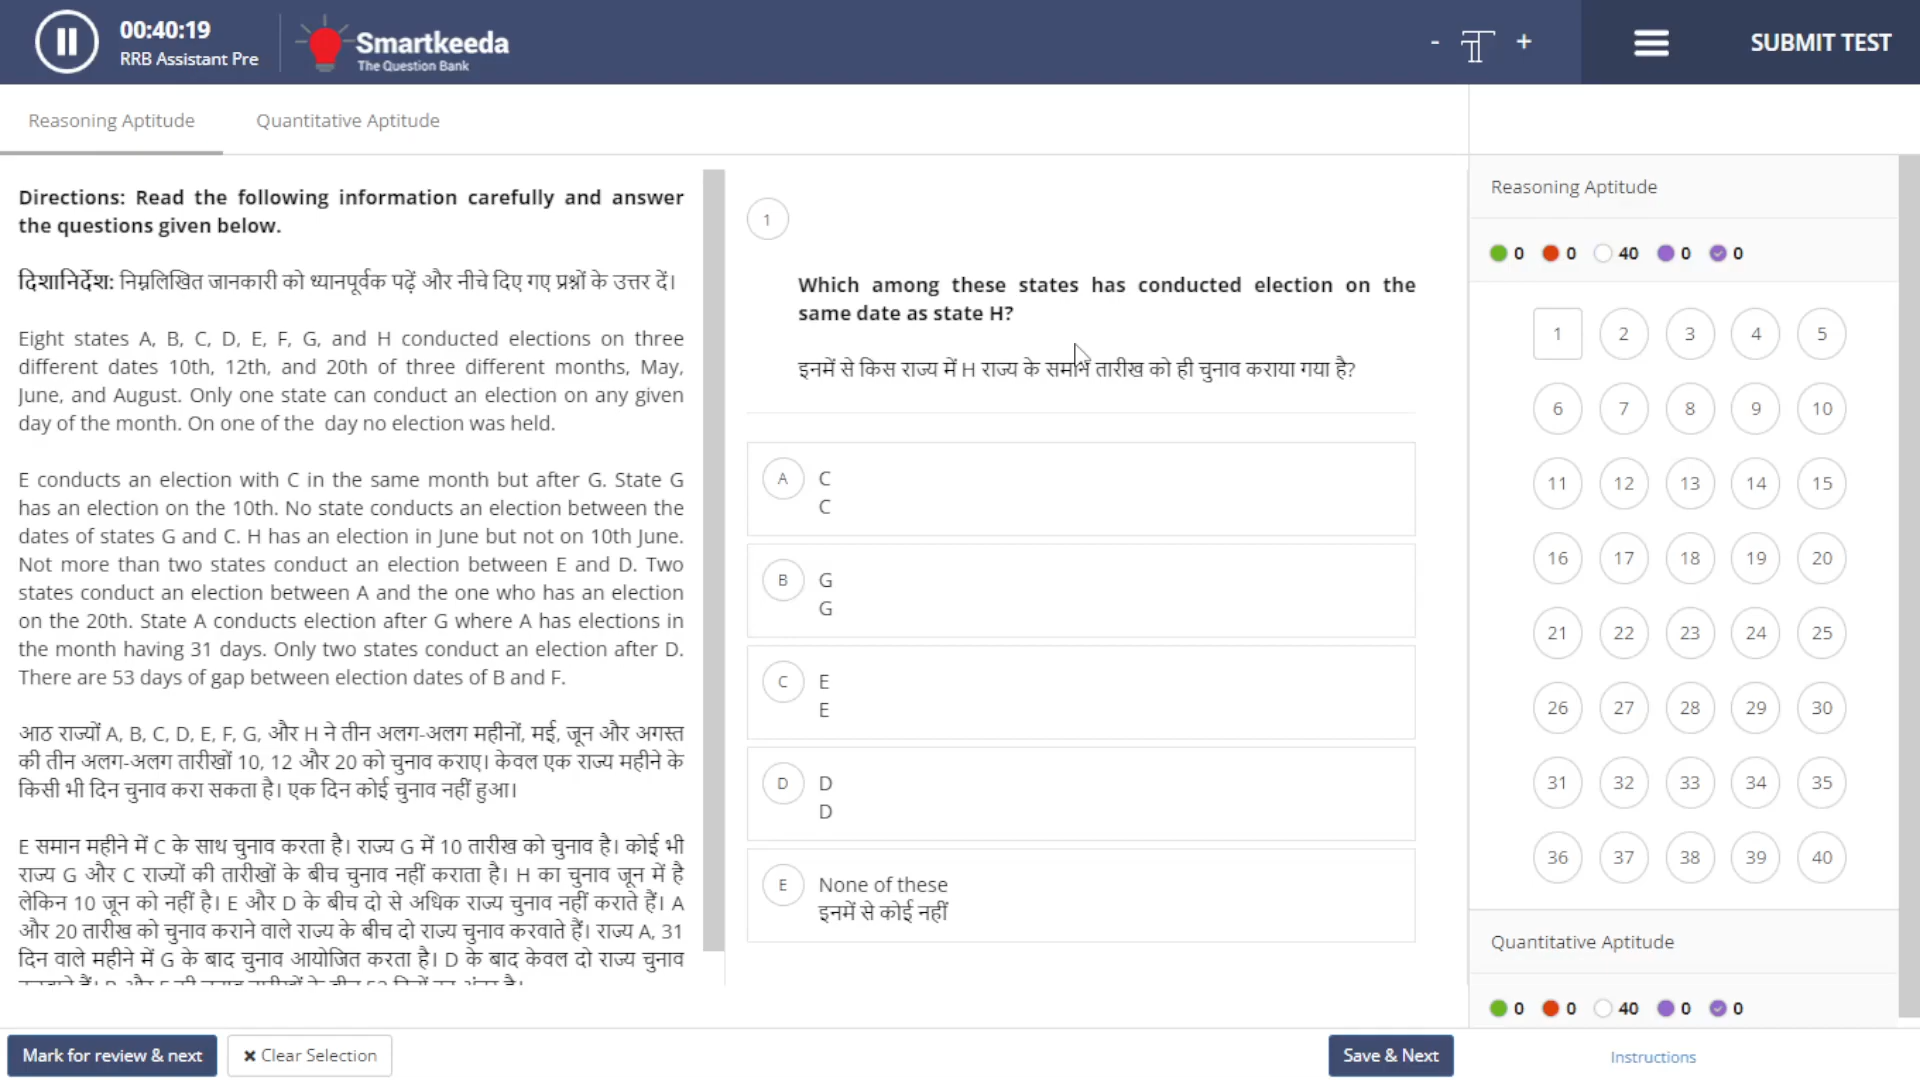 00:40:19
RRB Assistant Pre
Smartkeeda
The Question Bank
- T +
SUBMIT TEST
Reasoning Aptitude
Quantitative Aptitude
Directions: Read the following information carefully and answer
the questions given below.
दिशानिर्देश: निम्नलिखित जानकारी को ध्यानपूर्वक पढ़ें और नीचे दिए गए प्रश्नों के उत्तर दें।
Eight states A, B, C, D, E, F, G, and H conducted elections on three
different dates 10th, 12th, and 20th of three different months, May,
June, and August. Only one state can conduct an election on any given
day of the month. On one of the day no election was held.
E conducts an election with C in the same month but after G. State G
has an election on the 10th. No state conducts an election between the
dates of states G and C. H has an election in June but not on 10th June.
Not more than two states conduct an election between E and D. Two
states conduct an election between A and the one who has an election
on the 20th. State A conducts election after G where A has elections in
the month having 31 days. Only two states conduct an election after D.
There are 53 days of gap between election dates of B and F.
आठ राज्यों A, B, C, D, E, F, G, और H ने तीन अलग-अलग महीनों, मई, जून और अगस्त
की तीन अलग-अलग तारीखों 10, 12 और 20 को चुनाव कराए। केवल एक राज्य महीने के
किसी भी दिन चुनाव करा सकता है। एक दिन कोई चुनाव नहीं हुआ।
E समान महीने में C के साथ चुनाव करता है। राज्य G में 10 तारीख को चुनाव है। कोई भी
राज्य G और C राज्यों की तारीखों के बीच चुनाव नहीं कराता है। H का चुनाव जून में है
लेकिन 10 जून को नहीं है। E और D के बीच दो से अधिक राज्य चुनाव नहीं कराते हैं। A
और 20 तारीख को चुनाव कराने वाले राज्य के बीच दो राज्य चुनाव करवाते हैं। राज्य A, 31
दिन वाले महीने में G के बाद चुनाव आयोजित करता है। D के बाद केवल दो राज्य चुनाव
1
Which among these states has conducted election on the
same date as state H?
इनमें से किस राज्य में H राज्य के समान तारीख को ही चुनाव कराया गया है?
A C
C
B G
G
C E
E
D D
D
E None of these
इनमें से कोई नहीं
Reasoning Aptitude
0 0 40 0 0
1 2 3 4 5
6 7 8 9 10
11 12 13 14 15
16 17 18 19 20
21 22 23 24 25
26 27 28 29 30
31 32 33 34 35
36 37 38 39 40
Quantitative Aptitude
0 0 40 0 0
Mark for review & next
Clear Selection
Save & Next
Instructions